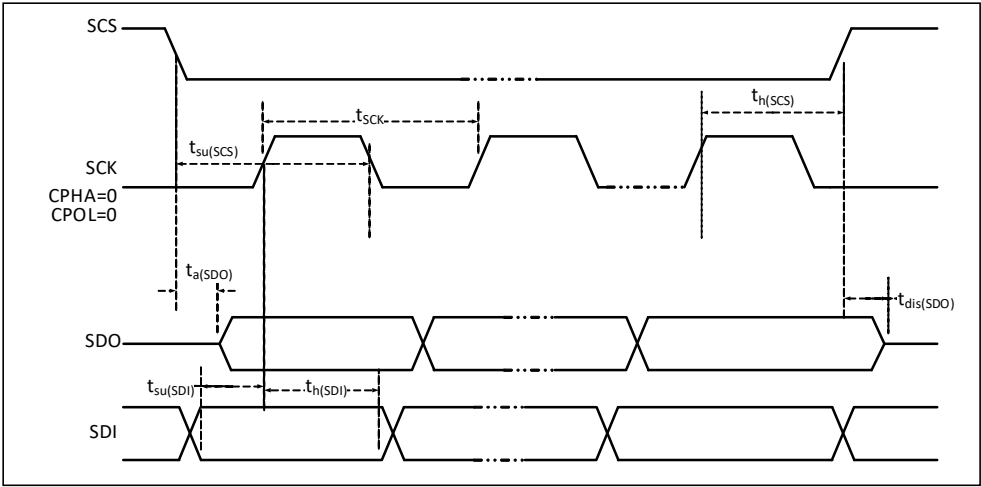 SCS
th(SCS)
tSCK
tsu(SCS)
SCK
CPHA=0
CPOL=0
ta(SDO)
tdis(SDO)
SDO
tsu(SDI)
th(SDI)
SDI